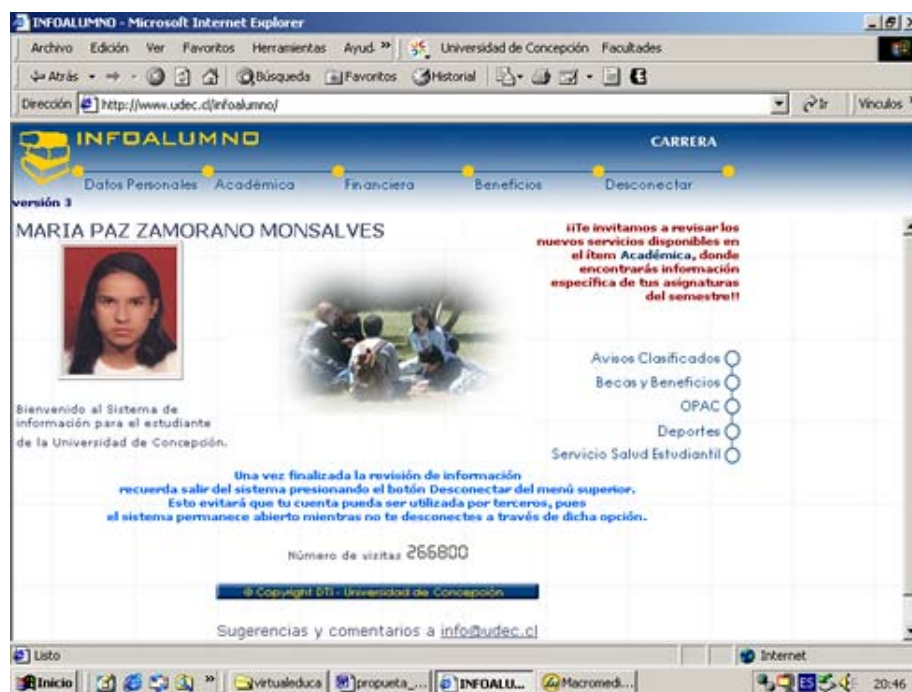 INFOALUMNO - Microsoft Internet Explorer
Archivo Edición Ver Favoritos Herramientas Ayud. » Universidad de Concepción Facultades
Atrás Búsqueda Favoritos Historial
Dirección http://www.udec.cl/infoalumno/ Ir Vínculos
INFOALUMNO CARRERA
Datos Personales Académica Financiera Beneficios Desconectar
versión 3
MARIA PAZ ZAMORANO MONSALVES
¡¡Te invitamos a revisar los
nuevos servicios disponibles en
el ítem Académica, donde
encontrarás información
específica de tus asignaturas
del semestre!!
Avisos Clasificados
Becas y Beneficios
OPAC
Deportes
Servicio Salud Estudiantil
Bienvenido al Sistema de
información para el estudiante
de la Universidad de Concepción.
Una vez finalizada la revisión de información
recuerda salir del sistema presionando el botón Desconectar del menú superior.
Esto evitará que tu cuenta pueda ser utilizada por terceros, pues
el sistema permanece abierto mientras no te desconectes a través de dicha opción.
Número de visitas 266800
© Copyright DTI - Universidad de Concepción
Sugerencias y comentarios a info@udec.cl
Listo Internet
Inicio » virtualeduca propueta_... INFOALU... Macromedi... ES 20:46